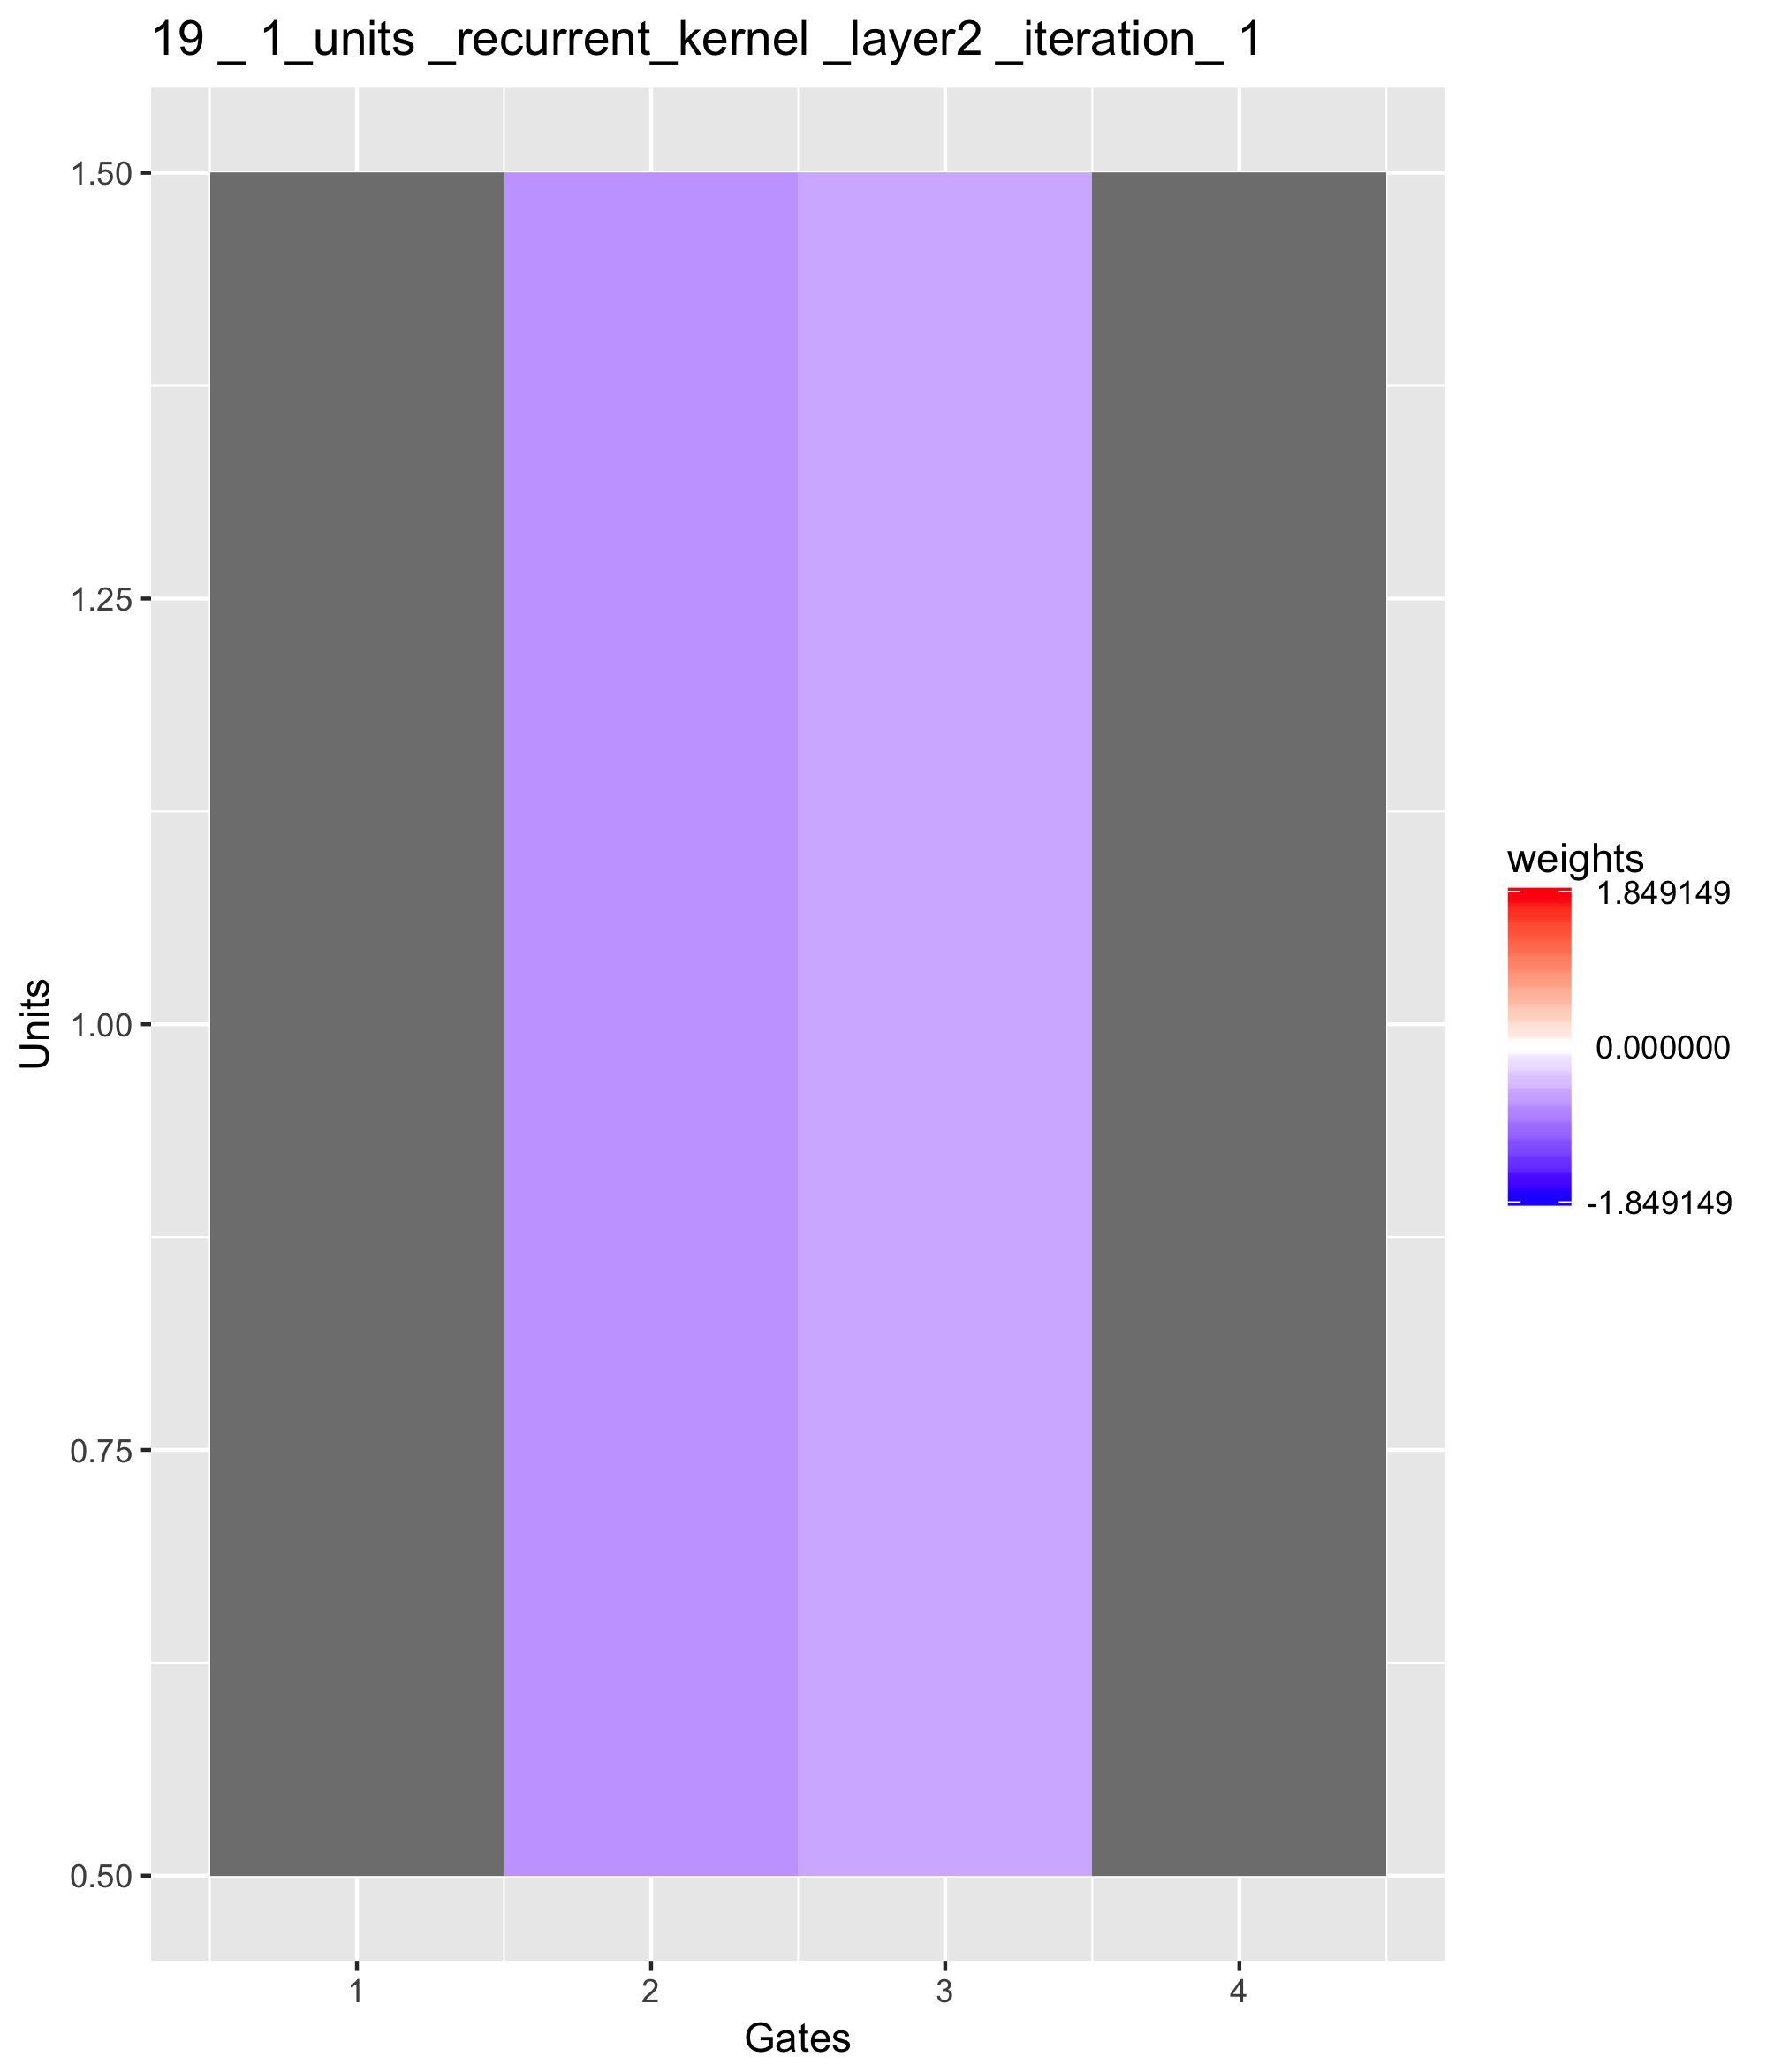 19 _ 1_units _recurrent_kernel _layer2 _iteration_ 1
1.50
1.25
1.00
0.75
0.50
Units
1 2 3 4
Gates
weights
1.849149
0.000000
-1.849149